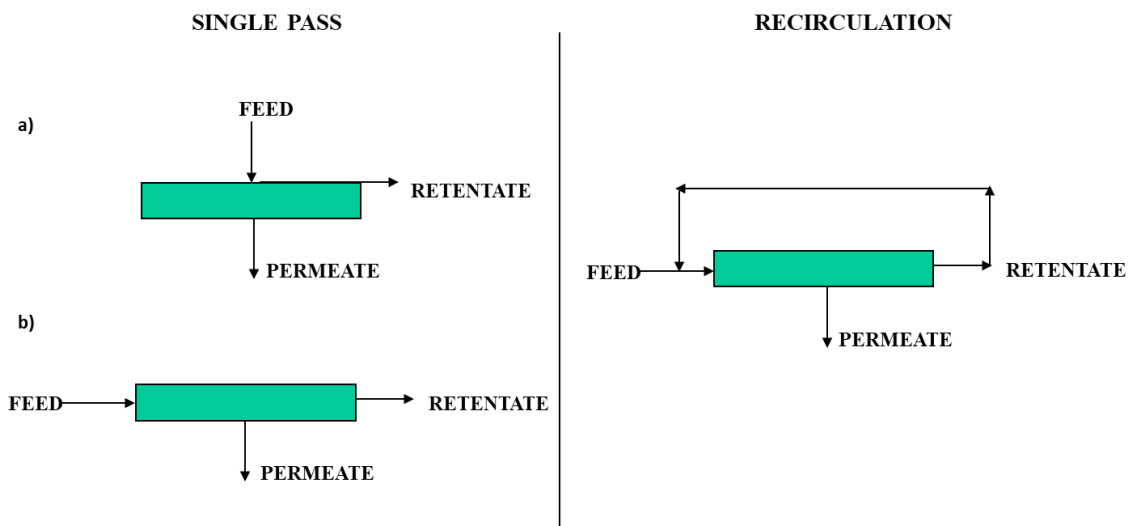 SINGLE PASS
a)
FEED
RETENTATE
PERMEATE
b)
FEED
RETENTATE
PERMEATE
RECIRCULATION
FEED
RETENTATE
PERMEATE